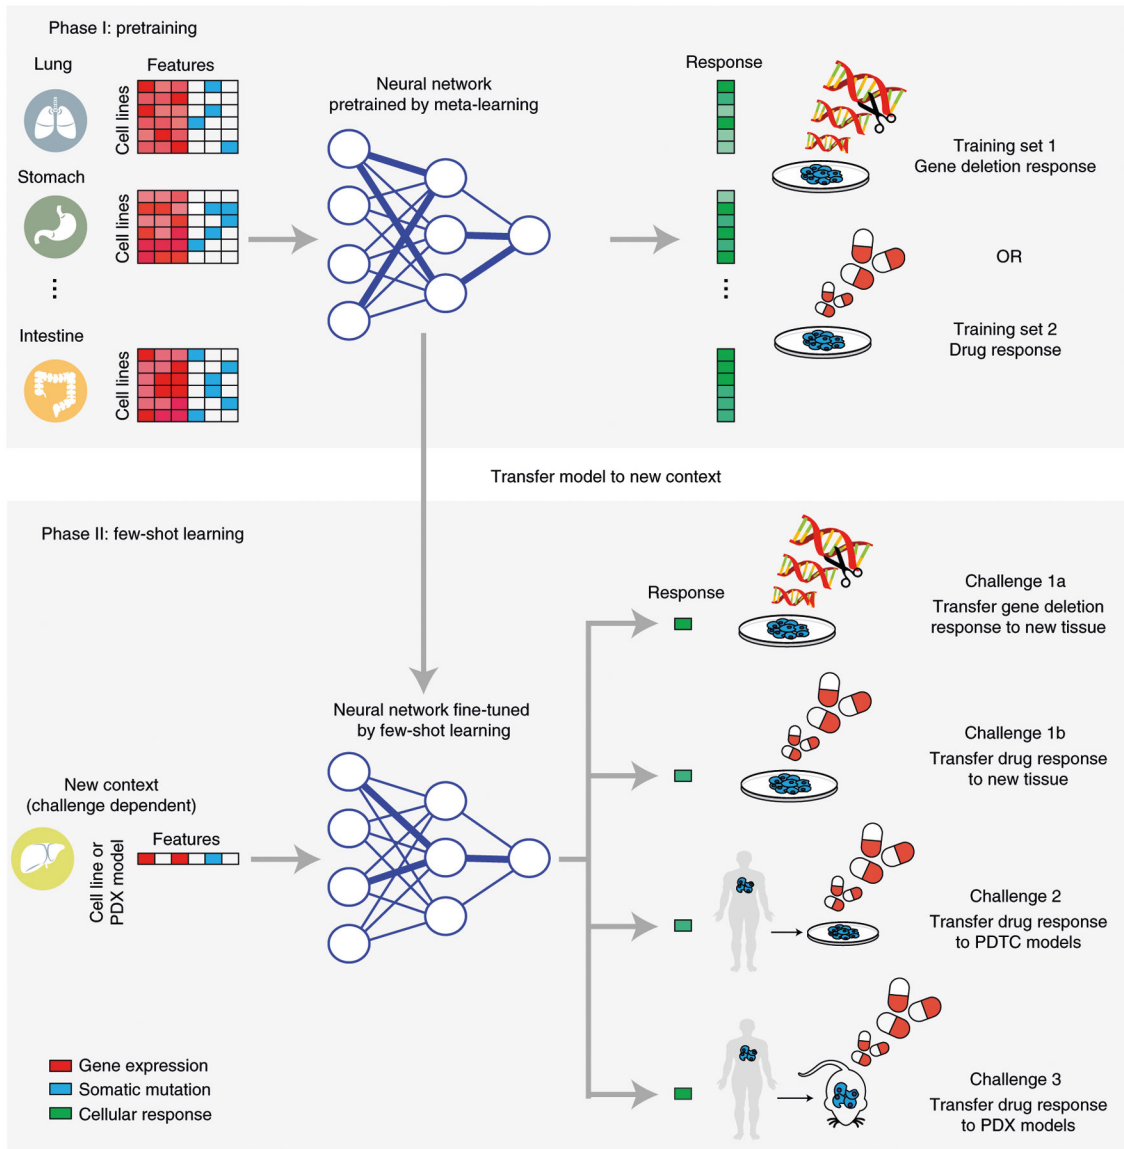 Phase I: pretraining
Lung
Features
Cell lines
Neural network
pretrained by meta-learning
Response
Training set 1
Gene deletion response
Stomach
Cell lines
OR
Intestine
Cell lines
Training set 2
Drug response
Transfer model to new context
Phase II: few-shot learning
Response
Challenge 1a
Transfer gene deletion
response to new tissue
Neural network fine-tuned
by few-shot learning
Challenge 1b
Transfer drug response
to new tissue
New context
(challenge dependent)
Features
Cell line or
PDX model
Challenge 2
Transfer drug response
to PDTC models
Gene expression
Somatic mutation
Cellular response
Challenge 3
Transfer drug response
to PDX models